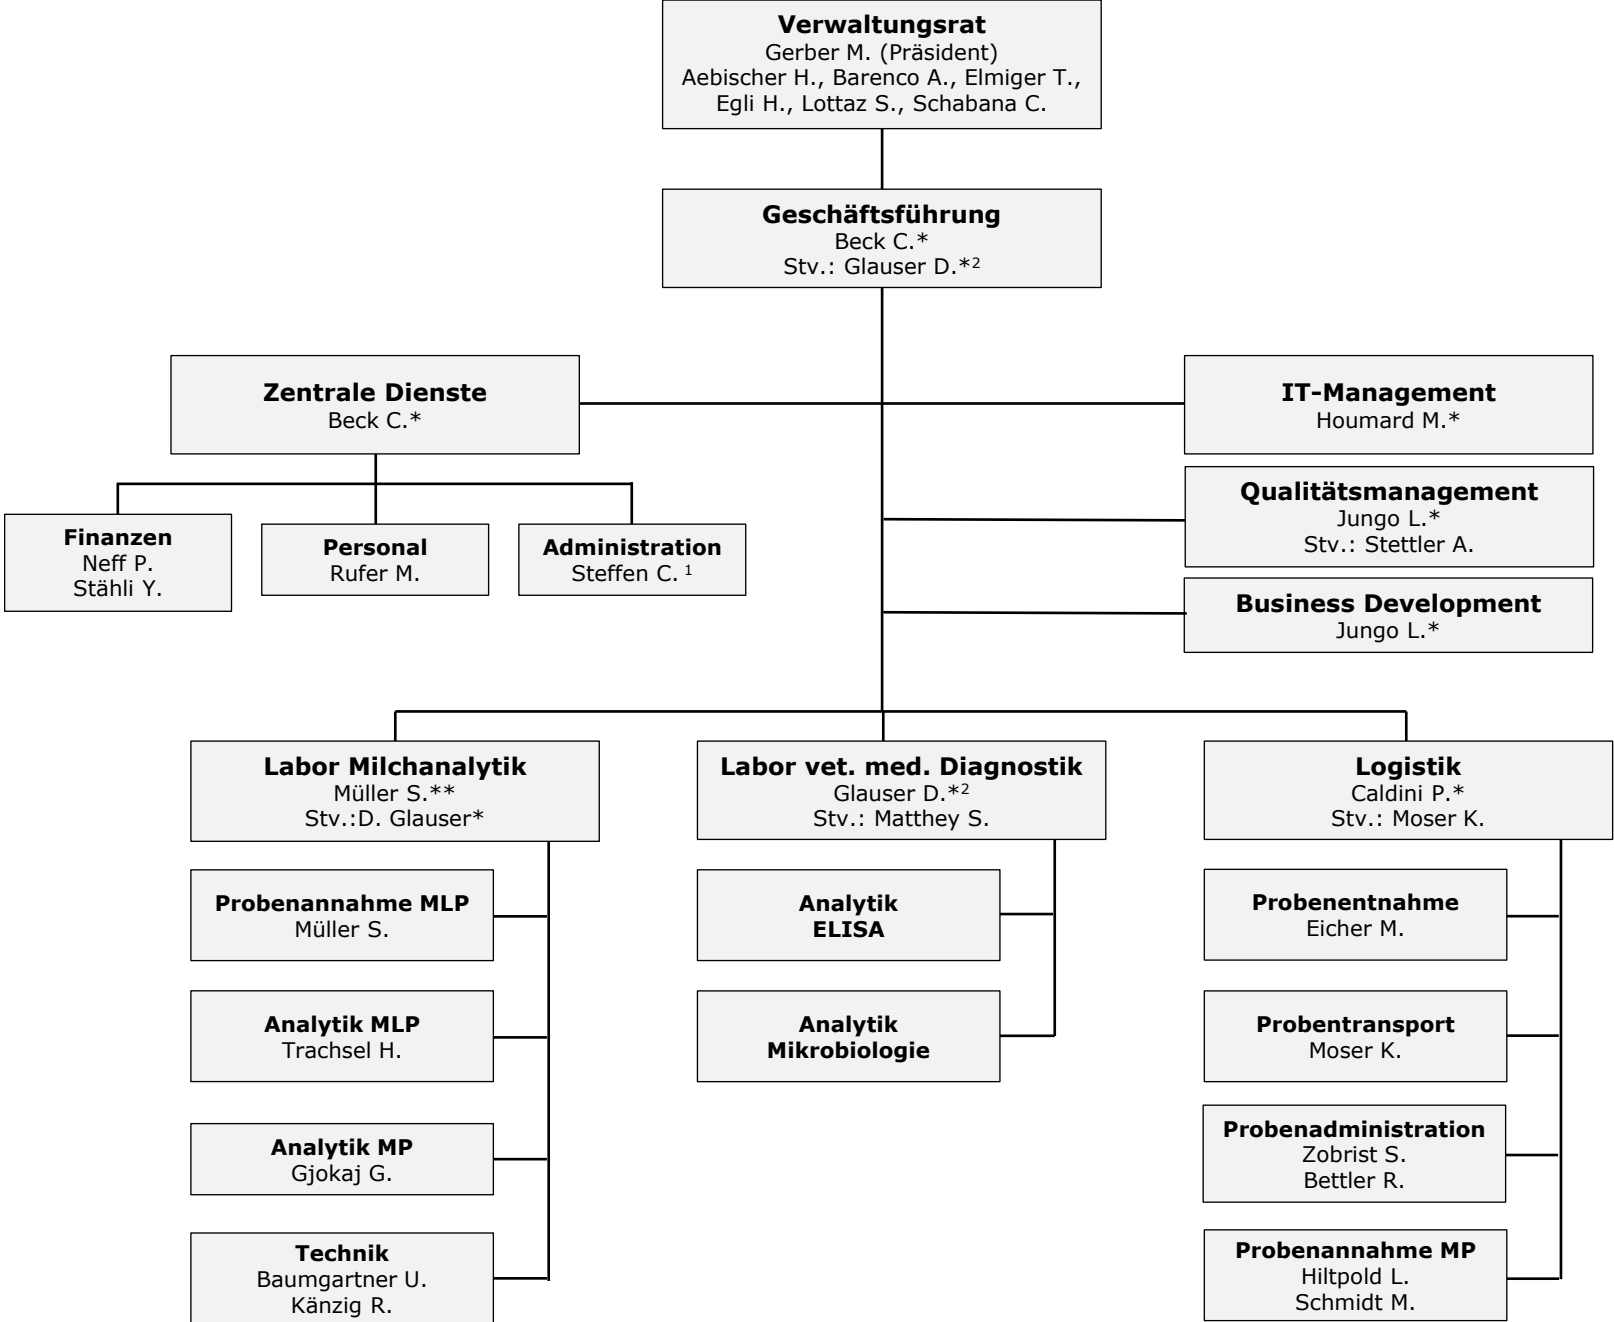 Verwaltungsrat
Gerber M. (Präsident)
Aebischer H., Barenco A., Elmiger T.,
Egli H., Lottaz S., Schabana C.
Geschäftsführung
Beck C.*
Stv.: Glauser D.*²
Zentrale Dienste
Beck C.*
IT-Management
Houmard M.*
Qualitätsmanagement
Jungo L.*
Stv.: Stettler A.
Business Development
Jungo L.*
Finanzen
Neff P.
Stähli Y.
Personal
Rufer M.
Administration
Steffen C. ¹
Labor Milchanalytik
Müller S.**
Stv.:D. Glauser*
Probenannahme MLP
Müller S.
Analytik MLP
Trachsel H.
Analytik MP
Gjokaj G.
Technik
Baumgartner U.
Känzig R.
Labor vet. med. Diagnostik
Glauser D.*²
Stv.: Matthey S.
Analytik
ELISA
Analytik
Mikrobiologie
Logistik
Caldini P.*
Stv.: Moser K.
Probenentnahme
Eicher M.
Probentransport
Moser K.
Probenadministration
Zobrist S.
Bettler R.
Probenannahme MP
Hiltpold L.
Schmidt M.